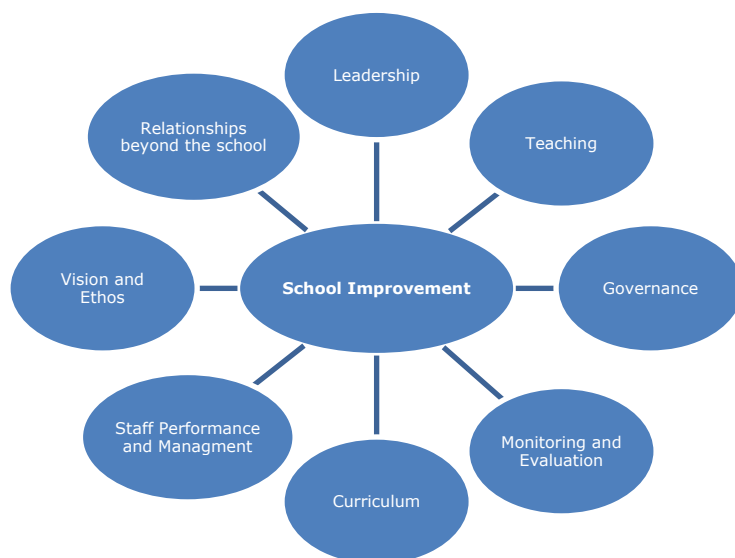 Leadership
Relationships
beyond the school
Teaching
Vision and
Ethos
School Improvement
Governance
Staff Performance
and Managment
Monitoring and
Evaluation
Curriculum